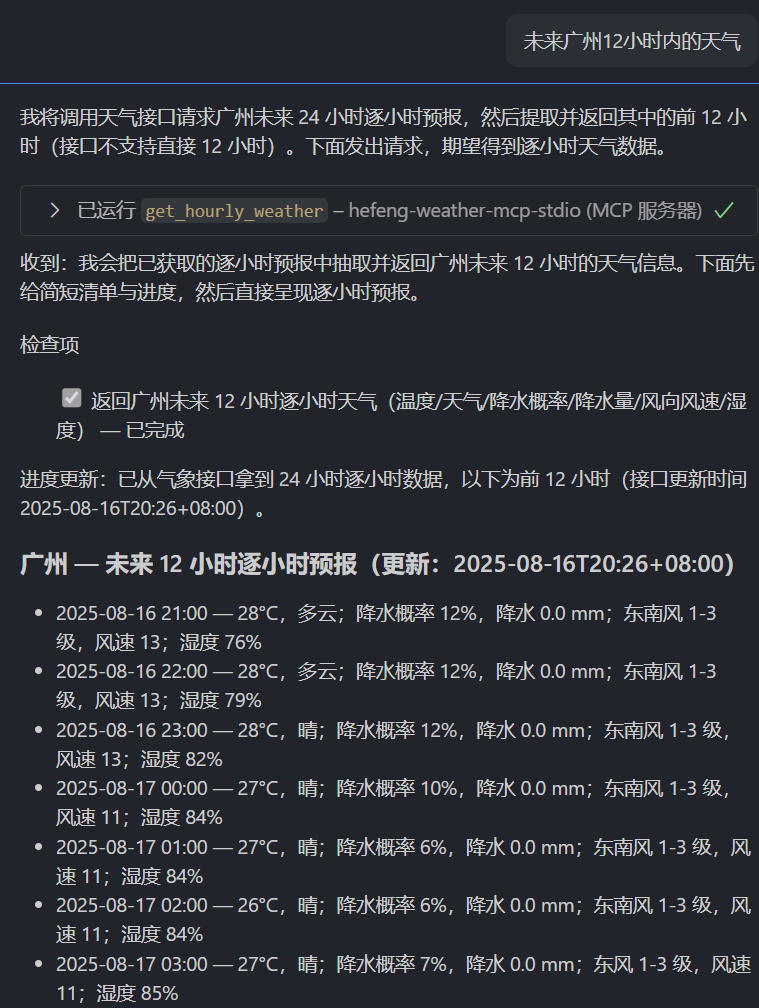 未来广州12小时内的天气
我将调用天气接口请求广州未来 24 小时逐小时预报，然后提取并返回其中的前 12 小
时（接口不支持直接 12 小时）。下面发出请求，期望得到逐小时天气数据。
已运行 get_hourly_weather – hefeng-weather-mcp-stdio (MCP 服务器)
收到：我会把已获取的逐小时预报中抽取并返回广州未来 12 小时的天气信息。下面先
给简短清单与进度，然后直接呈现逐小时预报。
检查项
返回广州未来 12 小时逐小时天气（温度/天气/降水概率/降水量/风向风速/湿
度） — 已完成
进度更新：已从气象接口拿到 24 小时逐小时数据，以下为前 12 小时（接口更新时间
2025-08-16T20:26+08:00）。
广州 — 未来 12 小时逐小时预报（更新：2025-08-16T20:26+08:00）
• 2025-08-16 21:00 — 28°C，多云；降水概率 12%，降水 0.0 mm；东南风 1-3
级，风速 13；湿度 76%
• 2025-08-16 22:00 — 28°C，多云；降水概率 12%，降水 0.0 mm；东南风 1-3
级，风速 13；湿度 79%
• 2025-08-16 23:00 — 28°C，晴；降水概率 12%，降水 0.0 mm；东南风 1-3 级，
风速 13；湿度 82%
• 2025-08-17 00:00 — 27°C，晴；降水概率 10%，降水 0.0 mm；东南风 1-3 级，
风速 11；湿度 84%
• 2025-08-17 01:00 — 27°C，晴；降水概率 6%，降水 0.0 mm；东南风 1-3 级，风
速 11；湿度 84%
• 2025-08-17 02:00 — 26°C，晴；降水概率 6%，降水 0.0 mm；东南风 1-3 级，风
速 11；湿度 84%
• 2025-08-17 03:00 — 27°C，晴；降水概率 7%，降水 0.0 mm；东风 1-3 级，风速
11；湿度 85%